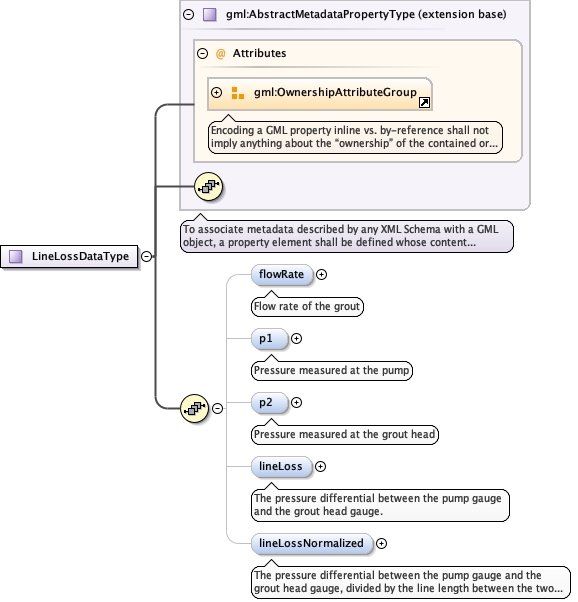 gml:AbstractMetadataPropertyType (extension base)
@ Attributes
gml:OwnershipAttributeGroup
Encoding a GML property inline vs. by-reference shall not
imply anything about the “ownership” of the contained or...
To associate metadata described by any XML Schema with a GML
object, a property element shall be defined whose content...
LineLossDataType
flowRate
Flow rate of the grout
p1
Pressure measured at the pump
p2
Pressure measured at the grout head
lineLoss
The pressure differential between the pump gauge
and the grout head gauge.
lineLossNormalized
The pressure differential between the pump gauge and the
grout head gauge, divided by the line length between the two...